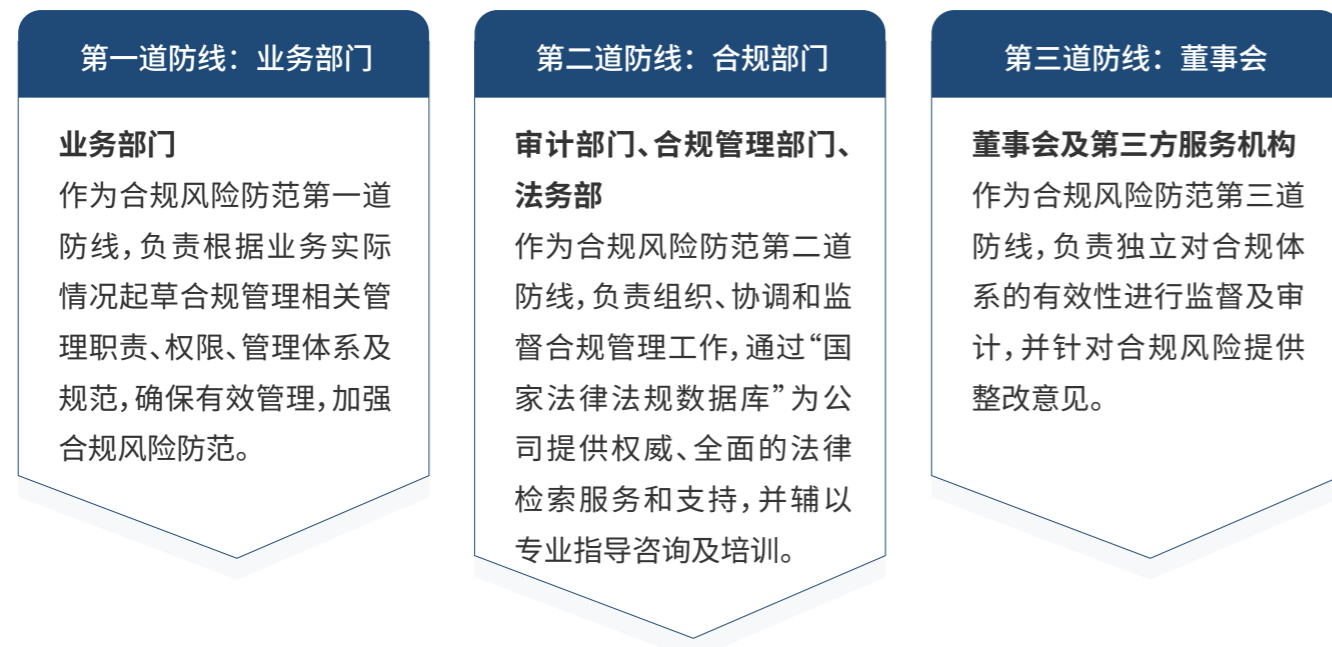 第一道防线：业务部门
业务部门
作为合规风险防范第一道
防线，负责根据业务实际
情况起草合规管理相关管
理职责、权限、管理体系及
规范，确保有效管理，加强
合规风险防范。
第二道防线：合规部门
审计部门、合规管理部门、
法务部
作为合规风险防范第二道
防线，负责组织、协调和监
督合规管理工作，通过“国
家法律法规数据库”为公
司提供权威、全面的法律
检索服务和支持，并辅以
专业指导咨询及培训。
第三道防线：董事会
董事会及第三方服务机构
作为合规风险防范第三道
防线，负责独立对合规体
系的有效性进行监督及审
计，并针对合规风险提供
整改意见。